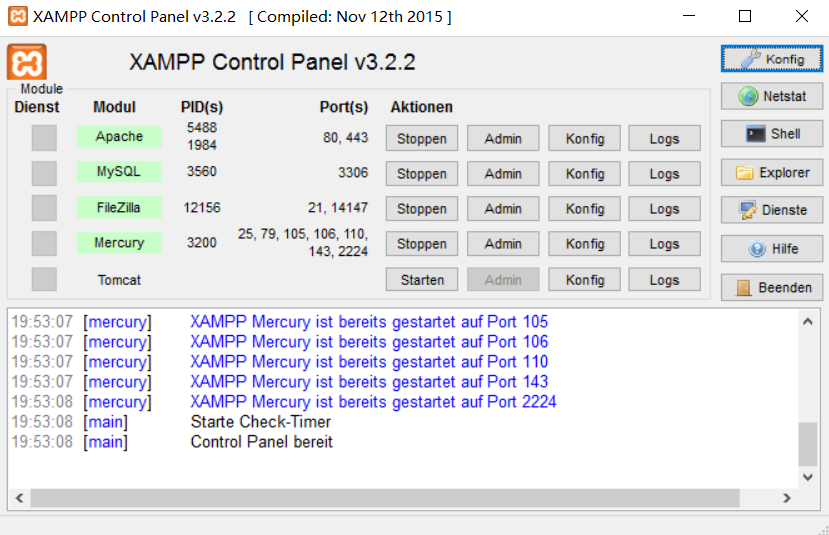 XAMPP Control Panel v3.2.2 [ Compiled: Nov 12th 2015 ]
XAMPP Control Panel v3.2.2
Konfig
Module
Dienst Modul PID(s) Port(s) Aktionen
Netstat
Apache 5488 1984 80, 443 Stoppen Admin Konfig Logs
Shell
MySQL 3560 3306 Stoppen Admin Konfig Logs
Explorer
FileZilla 12156 21, 14147 Stoppen Admin Konfig Logs
Dienste
Mercury 3200 25, 79, 105, 106, 110, 143, 2224 Stoppen Admin Konfig Logs
Hilfe
Tomcat Starten Admin Konfig Logs
Beenden
19:53:07 [mercury] XAMPP Mercury ist bereits gestartet auf Port 105
19:53:07 [mercury] XAMPP Mercury ist bereits gestartet auf Port 106
19:53:07 [mercury] XAMPP Mercury ist bereits gestartet auf Port 110
19:53:07 [mercury] XAMPP Mercury ist bereits gestartet auf Port 143
19:53:08 [mercury] XAMPP Mercury ist bereits gestartet auf Port 2224
19:53:08 [main] Starte Check-Timer
19:53:08 [main] Control Panel bereit